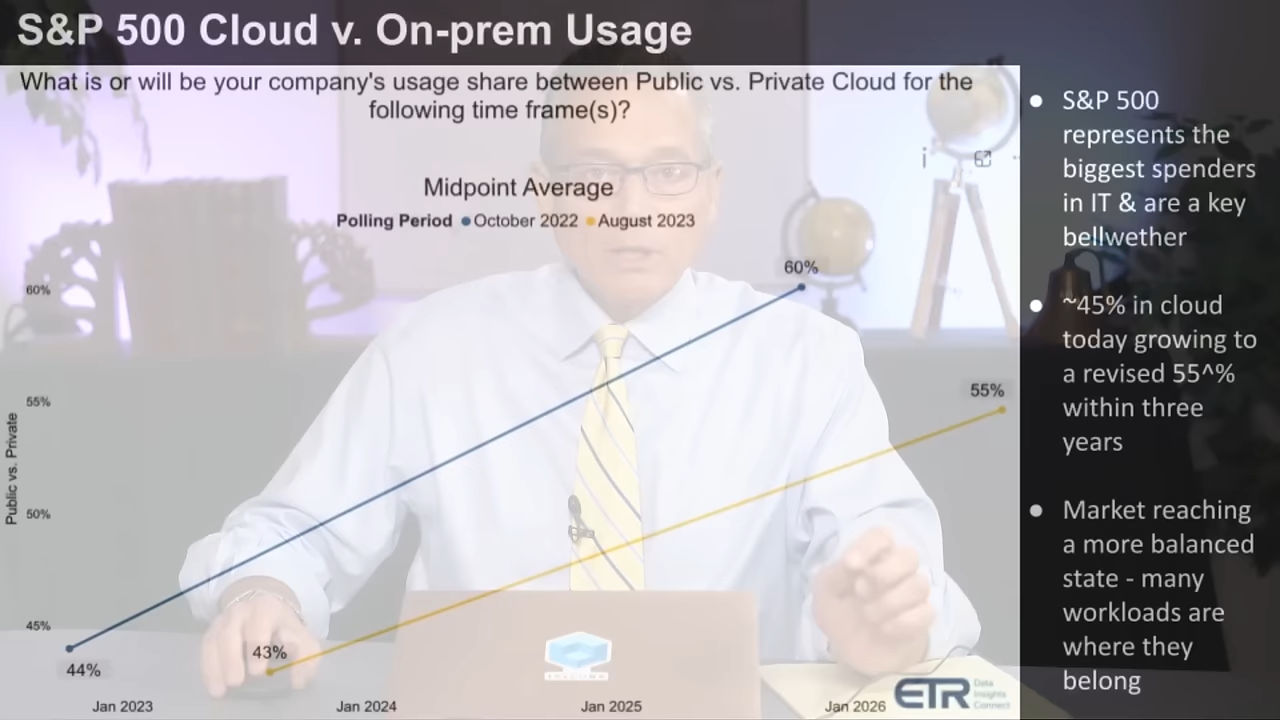 S&P 500 Cloud v. On-prem Usage
What is or will be your company's usage share between Public vs. Private Cloud for the
following time frame(s)?
Midpoint Average
Polling Period October 2022 August 2023
60%
60%
55%
55%
Public vs. Private
50%
45%
44%
43%
Jan 2023
Jan 2024
Jan 2025
Jan 2026
ETR Data
Insights
Connect
● S&P 500
represents the
biggest spenders
in IT & are a key
bellwether
● ~45% in cloud
today growing to
a revised 55^%
within three
years
● Market reaching
a more balanced
state - many
workloads are
where they
belong